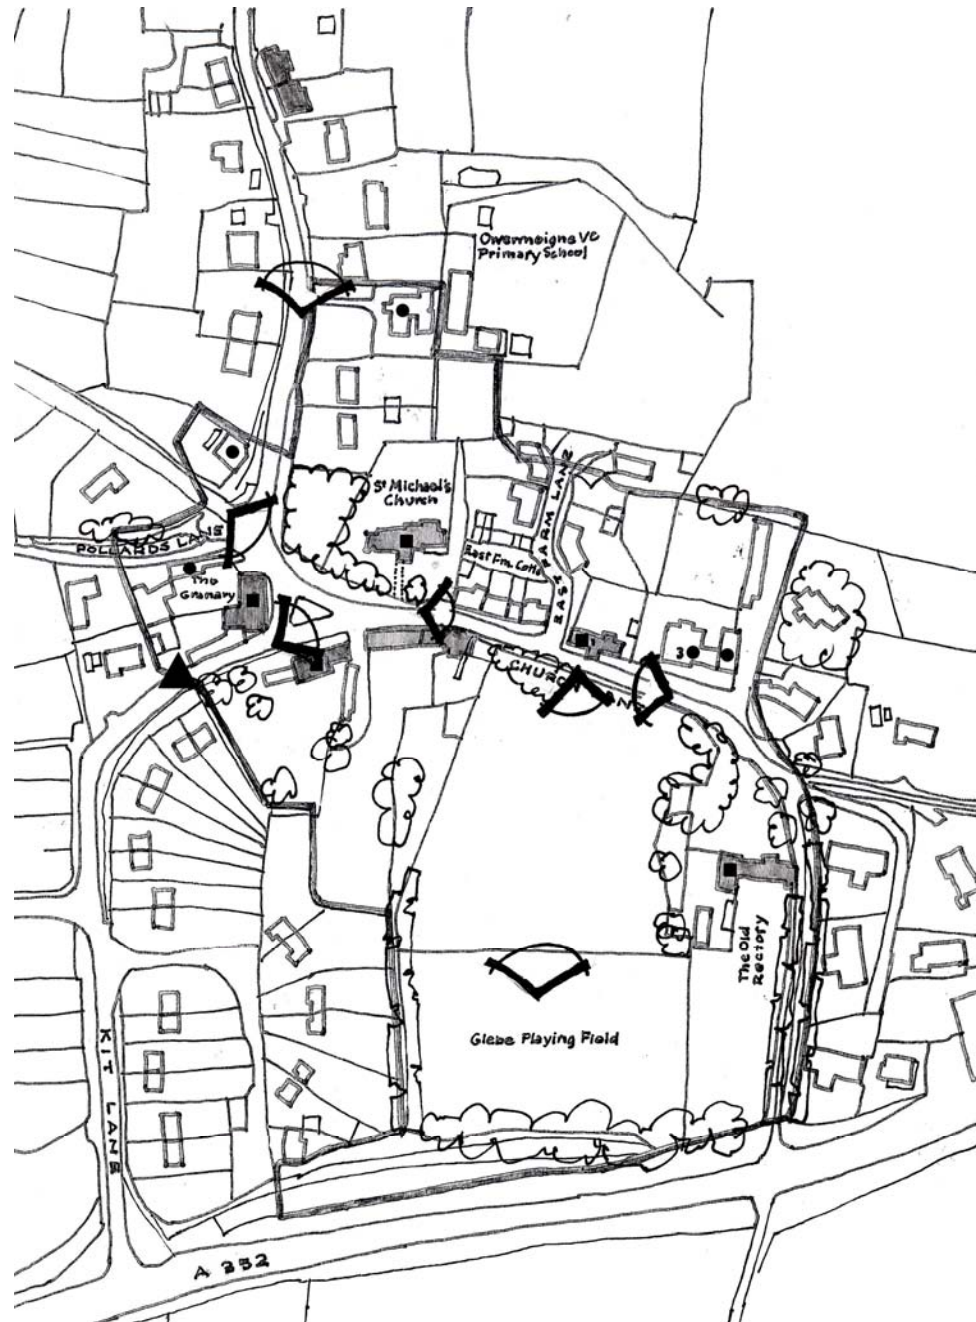 Owermoigne VC
Primary School
St Michael's
Church
POLLARDS LANE
The
Granary
East Fm. Cotts
EAST FARM LANE
CHURCH LANE
3
The Old
Rectory
Glebe Playing Field
KIT LANE
A 352